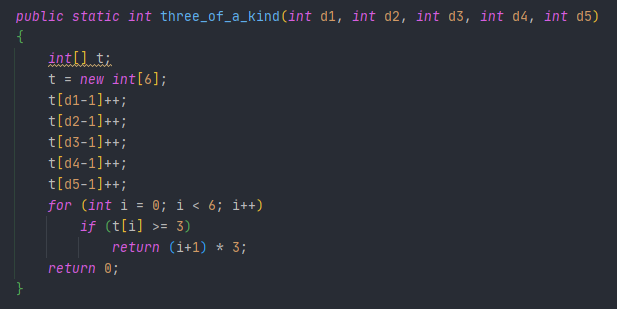 public static int three_of_a_kind(int d1, int d2, int d3, int d4, int d5)
{
    int[] t;
    t = new int[6];
    t[d1-1]++;
    t[d2-1]++;
    t[d3-1]++;
    t[d4-1]++;
    t[d5-1]++;
    for (int i = 0; i < 6; i++)
        if (t[i] >= 3)
            return (i+1) * 3;
    return 0;
}